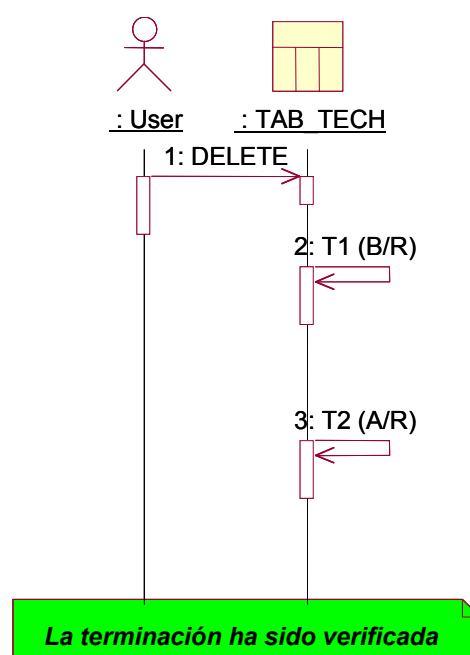 : User
: TAB_TECH
1: DELETE
2: T1 (B/R)
3: T2 (A/R)
La terminación ha sido verificada